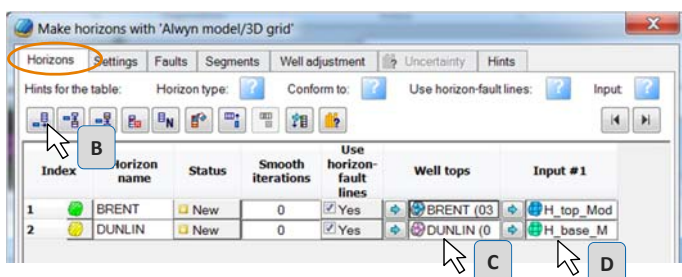 Make horizons with 'Alwyn model/3D grid'
Horizons Settings Faults Segments Well adjustment Uncertainty Hints
Hints for the table: Horizon type: ? Conform to: ? Use horizon-fault lines: ? Input:
B
Index Horizon name Status Smooth iterations Use horizon-fault lines Well tops Input #1
1 BRENT New 0 Yes BRENT (03 H_top_Mod
2 DUNLIN New 0 Yes DUNLIN (0 H_base_M
C D